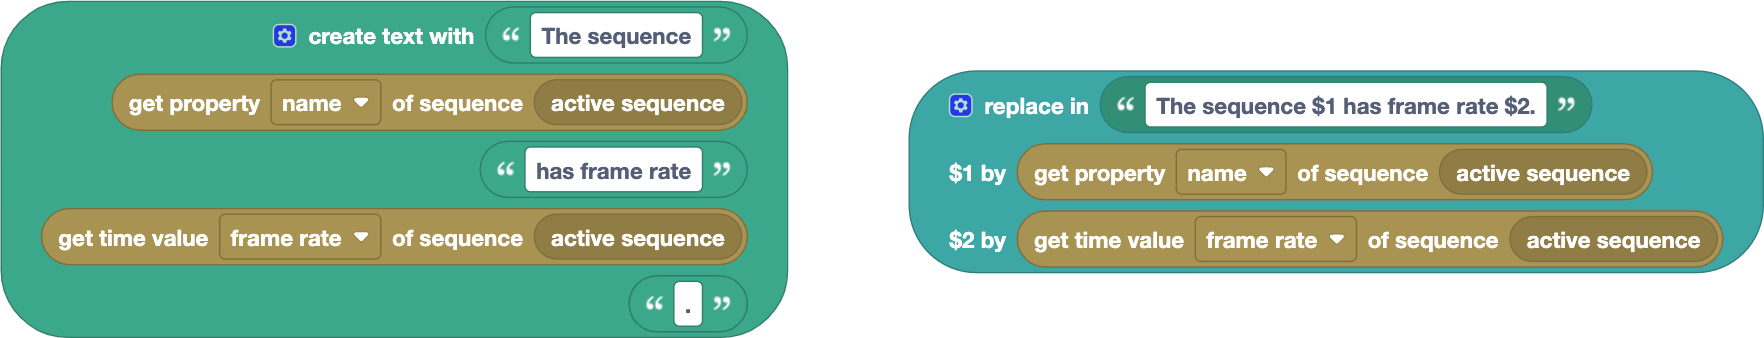 create text with “ The sequence ”
get property name of sequence active sequence
“ has frame rate ”
get time value frame rate of sequence active sequence
“ . ”
replace in “ The sequence $1 has frame rate $2. ”
$1 by get property name of sequence active sequence
$2 by get time value frame rate of sequence active sequence